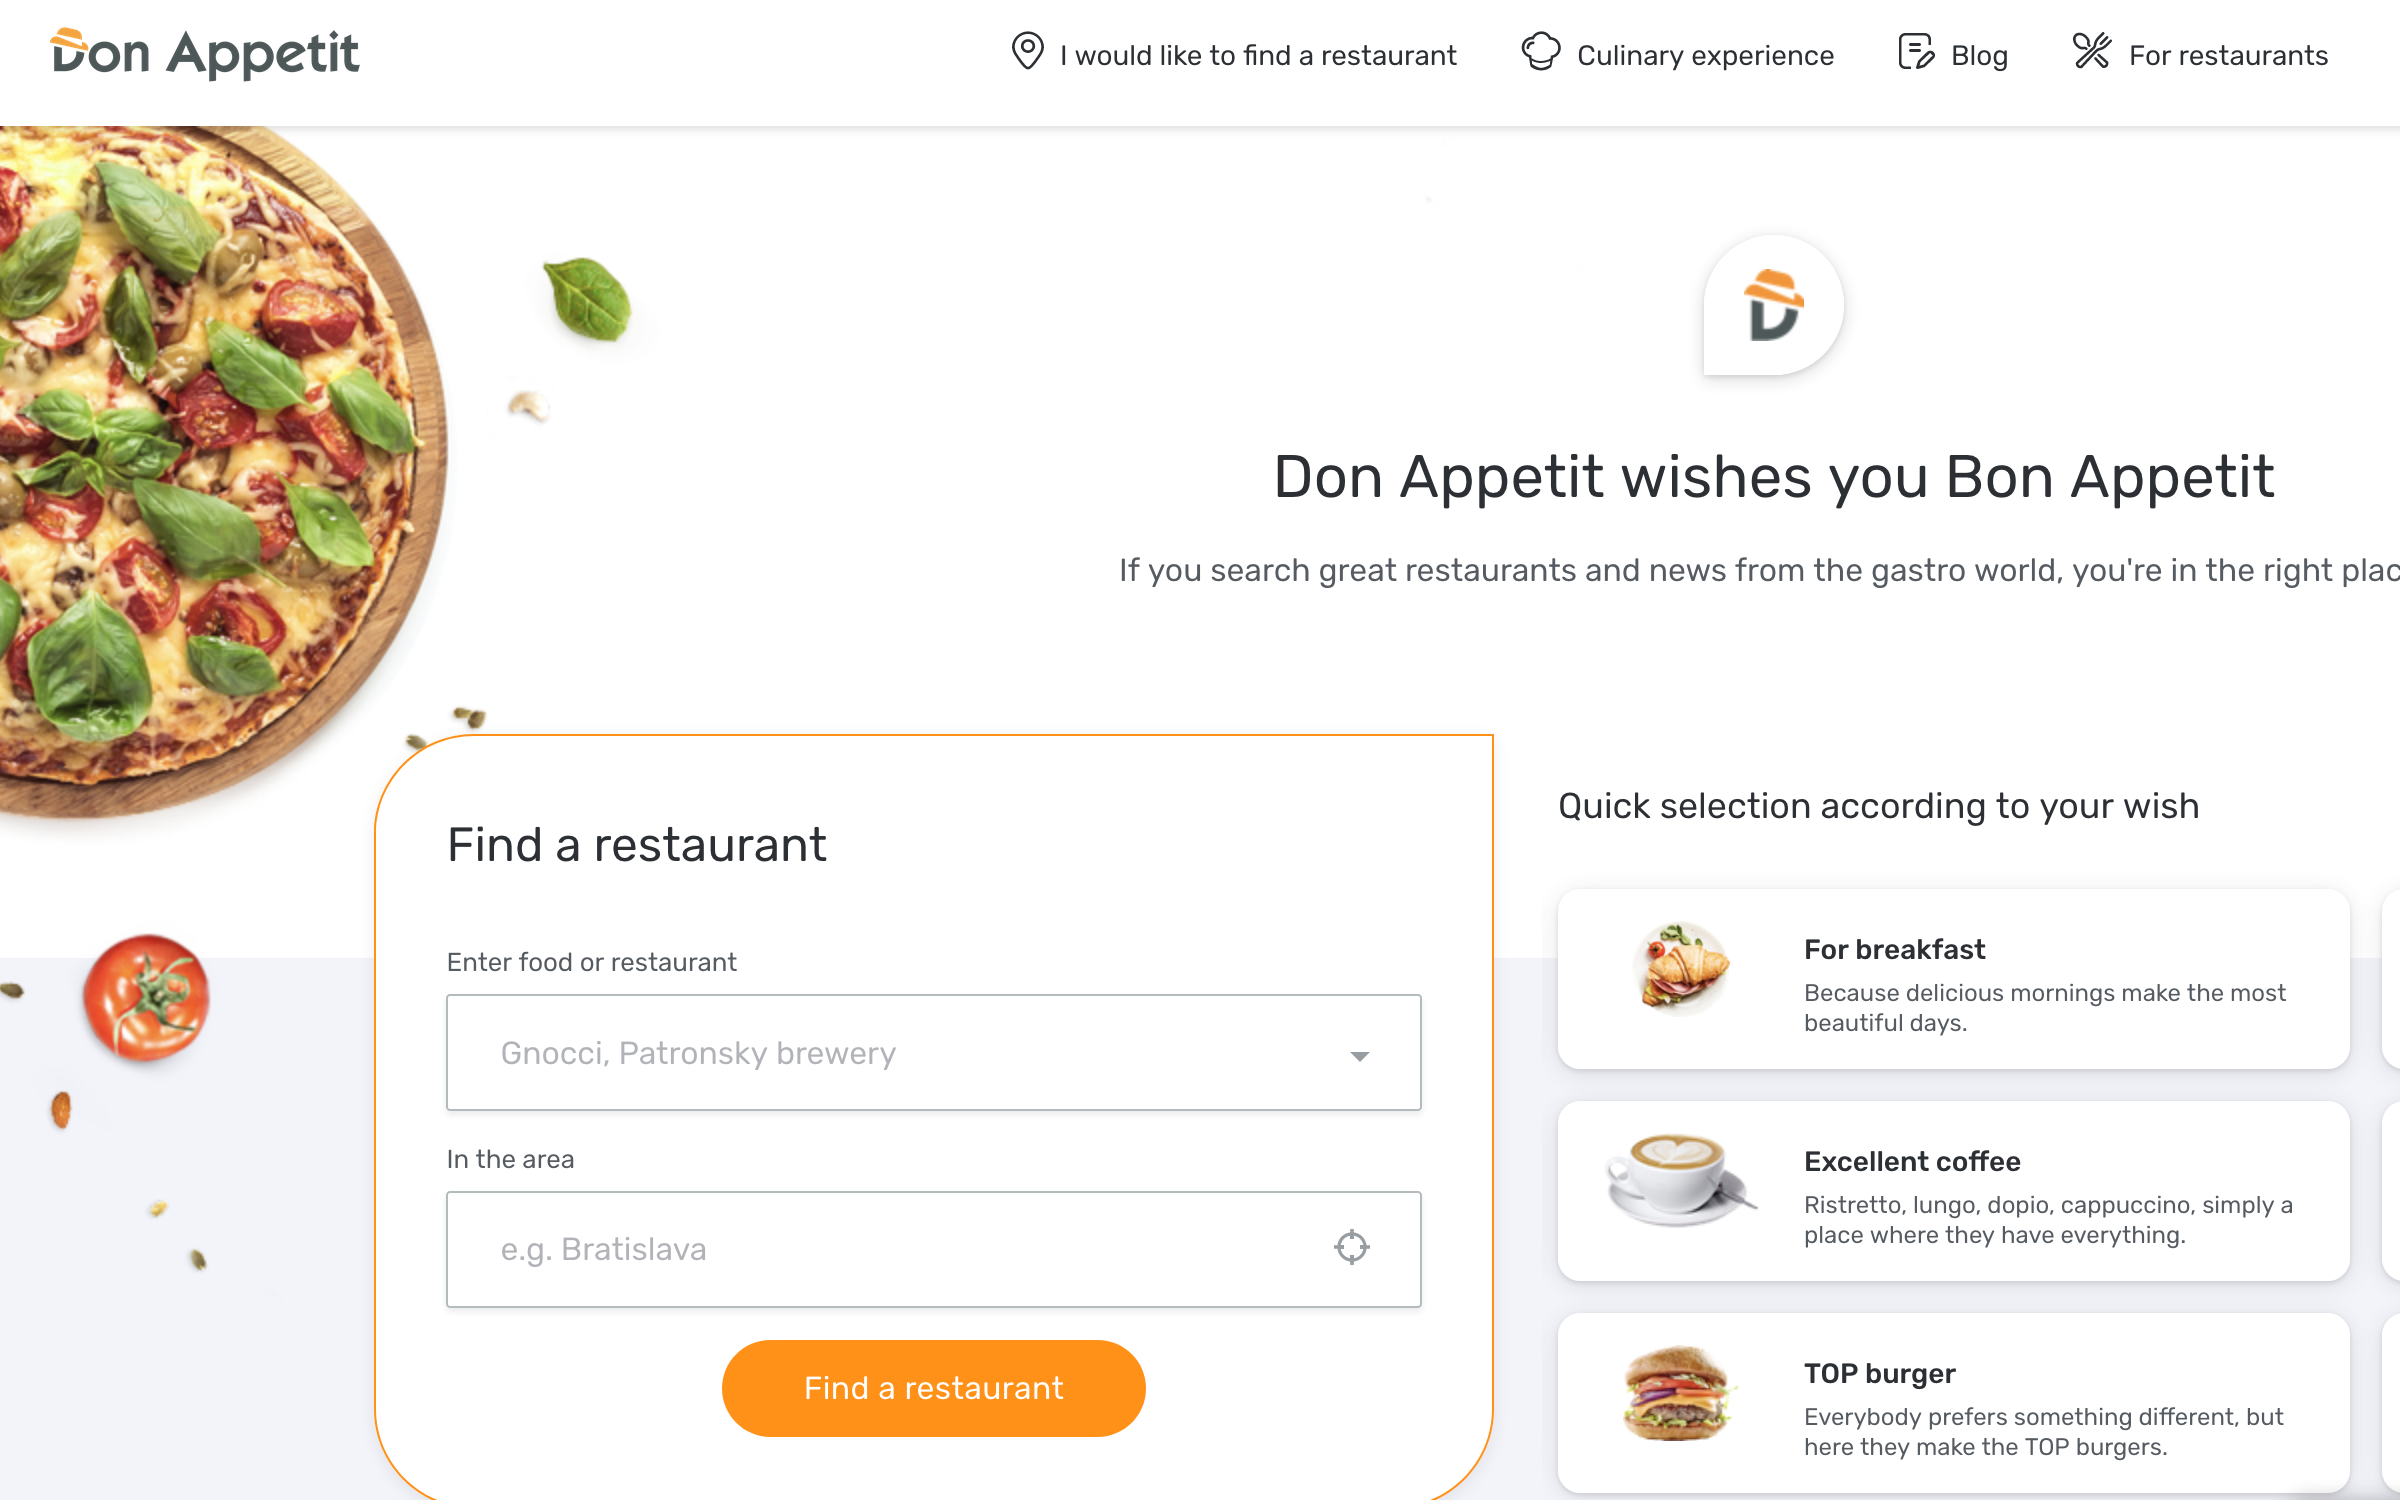 Don Appetit
I would like to find a restaurant
Culinary experience
Blog
For restaurants
D
Don Appetit wishes you Bon Appetit
If you search great restaurants and news from the gastro world, you're in the right plac
Find a restaurant
Enter food or restaurant
Gnocci, Patronsky brewery
In the area
e.g. Bratislava
Find a restaurant
Quick selection according to your wish
For breakfast
Because delicious mornings make the most
beautiful days.
Excellent coffee
Ristretto, lungo, dopio, cappuccino, simply a
place where they have everything.
TOP burger
Everybody prefers something different, but
here they make the TOP burgers.